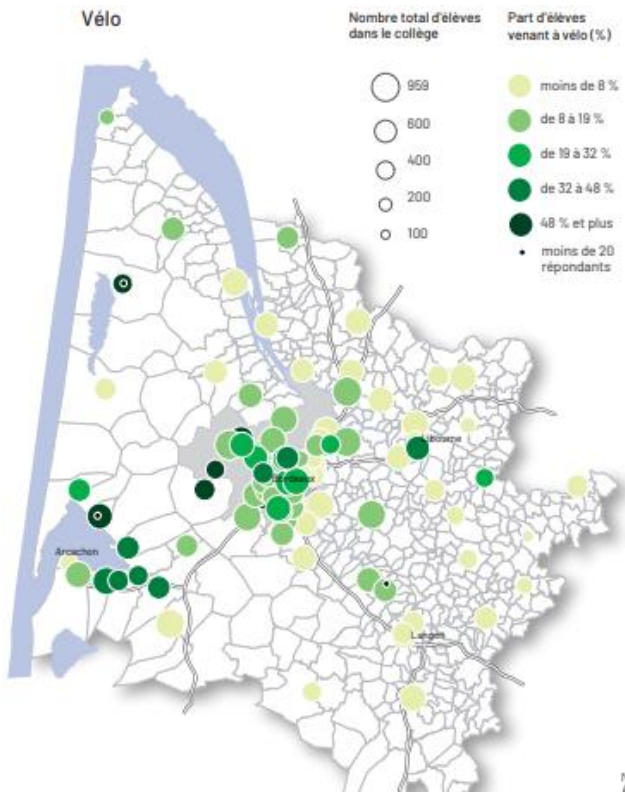 Vélo
Nombre total d'élèves
dans le collège
959
600
400
200
100
Part d'élèves
venant à vélo (%)
moins de 8 %
de 8 à 19 %
de 19 à 32 %
de 32 à 48 %
48 % et plus
moins de 20
répondants
Libourne
Bordeaux
Arcachon
Langon